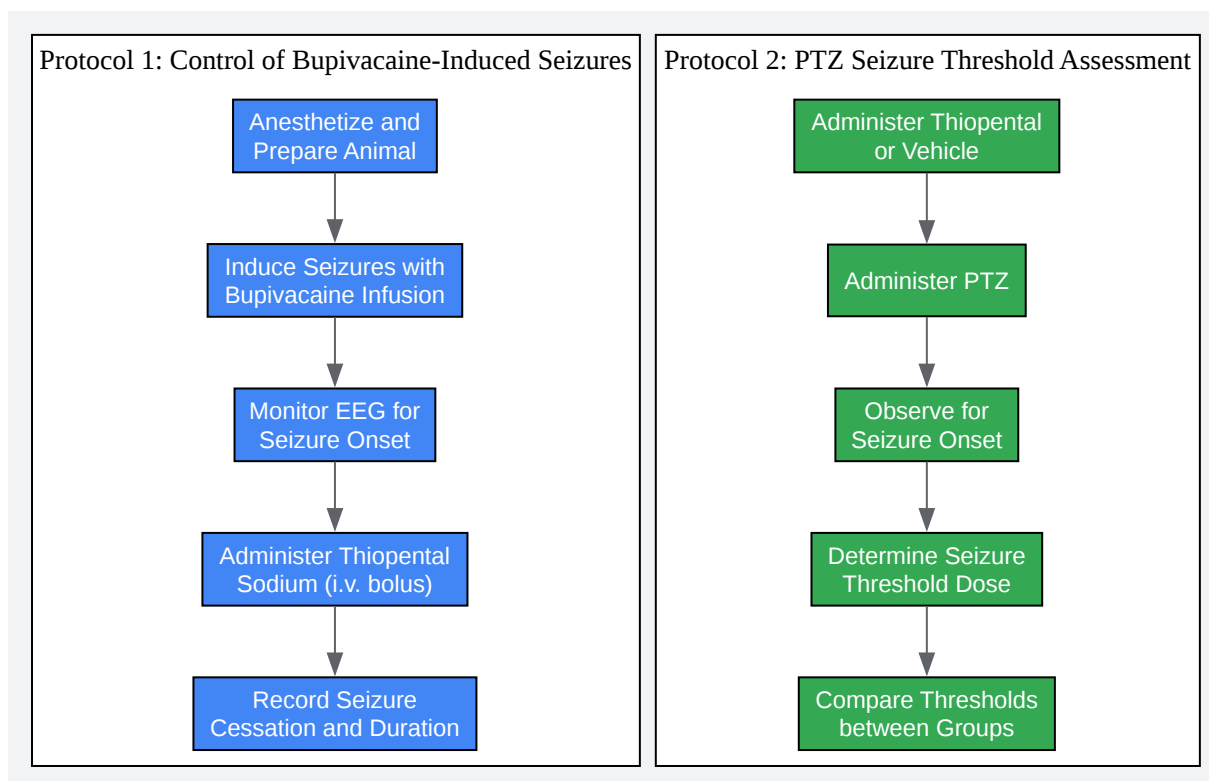 Protocol 1: Control of Bupivacaine-Induced Seizures
Anesthetize and
Prepare Animal
Induce Seizures with
Bupivacaine Infusion
Monitor EEG for
Seizure Onset
Administer Thiopental
Sodium (i.v. bolus)
Record Seizure
Cessation and Duration
Protocol 2: PTZ Seizure Threshold Assessment
Administer Thiopental
or Vehicle
Administer PTZ
Observe for
Seizure Onset
Determine Seizure
Threshold Dose
Compare Thresholds
between Groups